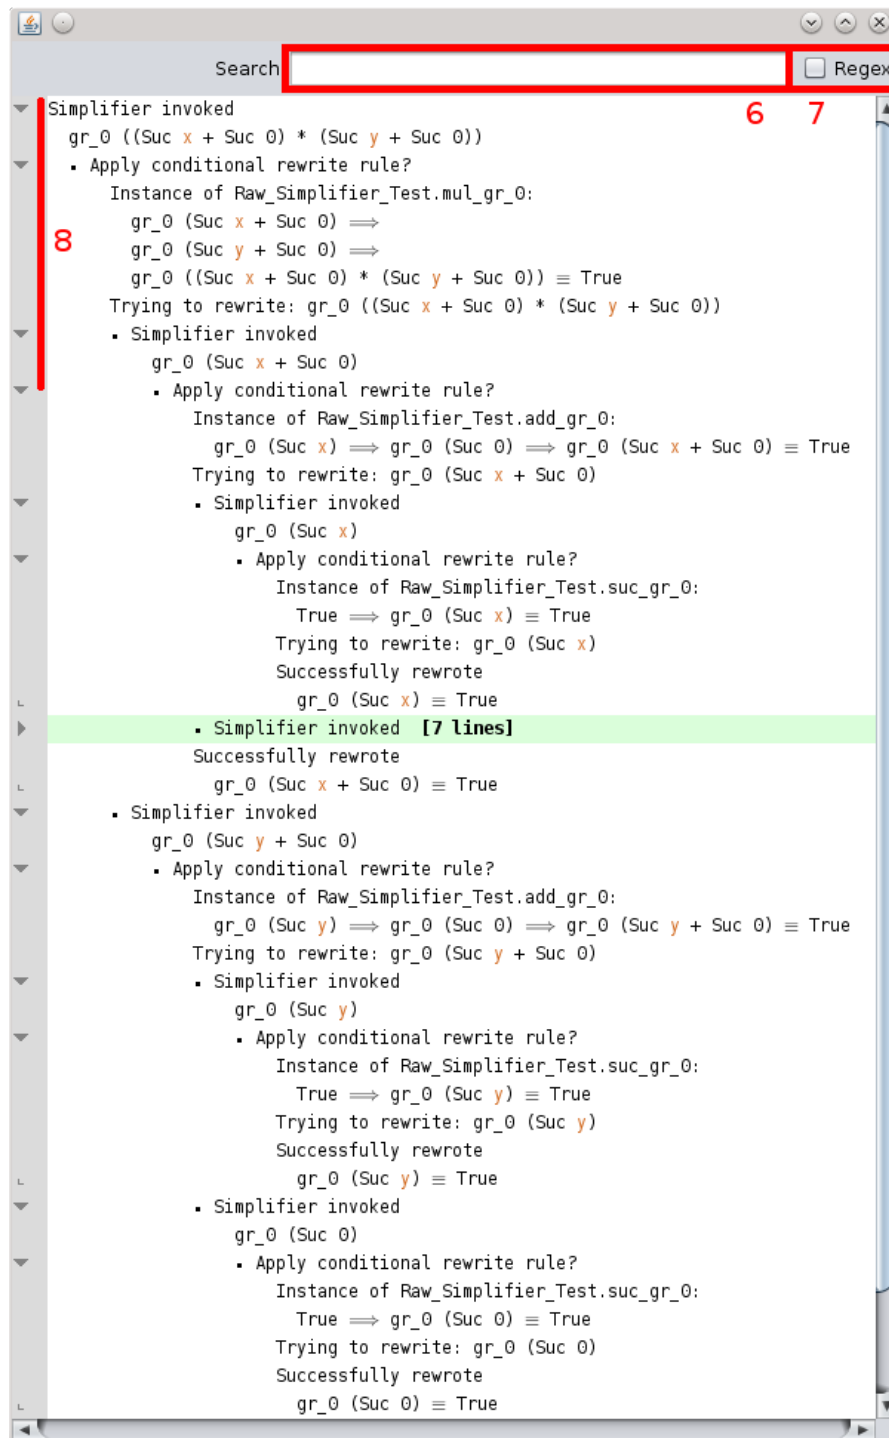 Search
Regex
6 7
Simplifier invoked
gr_0 ((Suc x + Suc 0) * (Suc y + Suc 0))
▪ Apply conditional rewrite rule?
Instance of Raw_Simplifier_Test.mul_gr_0:
gr_0 (Suc x + Suc 0) ⟹
8
gr_0 (Suc y + Suc 0) ⟹
gr_0 ((Suc x + Suc 0) * (Suc y + Suc 0)) ≡ True
Trying to rewrite: gr_0 ((Suc x + Suc 0) * (Suc y + Suc 0))
▪ Simplifier invoked
gr_0 (Suc x + Suc 0)
▪ Apply conditional rewrite rule?
Instance of Raw_Simplifier_Test.add_gr_0:
gr_0 (Suc x) ⟹ gr_0 (Suc 0) ⟹ gr_0 (Suc x + Suc 0) ≡ True
Trying to rewrite: gr_0 (Suc x + Suc 0)
▪ Simplifier invoked
gr_0 (Suc x)
▪ Apply conditional rewrite rule?
Instance of Raw_Simplifier_Test.suc_gr_0:
True ⟹ gr_0 (Suc x) ≡ True
Trying to rewrite: gr_0 (Suc x)
Successfully rewrote
gr_0 (Suc x) ≡ True
▪ Simplifier invoked [7 lines]
Successfully rewrote
gr_0 (Suc x + Suc 0) ≡ True
▪ Simplifier invoked
gr_0 (Suc y + Suc 0)
▪ Apply conditional rewrite rule?
Instance of Raw_Simplifier_Test.add_gr_0:
gr_0 (Suc y) ⟹ gr_0 (Suc 0) ⟹ gr_0 (Suc y + Suc 0) ≡ True
Trying to rewrite: gr_0 (Suc y + Suc 0)
▪ Simplifier invoked
gr_0 (Suc y)
▪ Apply conditional rewrite rule?
Instance of Raw_Simplifier_Test.suc_gr_0:
True ⟹ gr_0 (Suc y) ≡ True
Trying to rewrite: gr_0 (Suc y)
Successfully rewrote
gr_0 (Suc y) ≡ True
▪ Simplifier invoked
gr_0 (Suc 0)
▪ Apply conditional rewrite rule?
Instance of Raw_Simplifier_Test.suc_gr_0:
True ⟹ gr_0 (Suc 0) ≡ True
Trying to rewrite: gr_0 (Suc 0)
Successfully rewrote
gr_0 (Suc 0) ≡ True